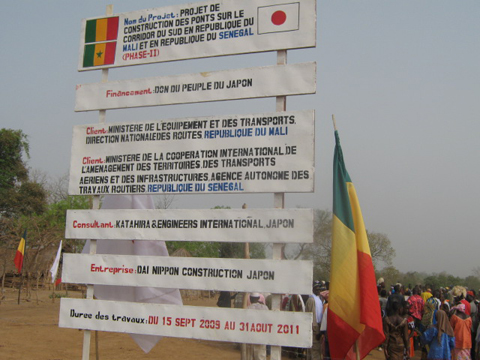 Nom du Projet: PROJET DE
CONSTRUCTION DES PONTS SUR LE
CORRIDOR DU SUD EN REPUBLIQUE DU
MALI ET EN REPUBLIQUE DU SENEGAL
(PHASE-II)
Financement: DON DU PEUPLE DU JAPON
Client: MINISTERE DE L'EQUIPEMENT ET DES TRANSPORTS.
DIRECTION NATIONALE DES ROUTES REPUBLIQUE DU MALI
Client: MINISTERE DE LA COOPERATION INTERNATIONAL DE
L'AMENAGEMENT DES TERRITOIRES, DES TRANSPORTS
AERIENS ET DES INFRASTRUCTURES, AGENCE AUTONOME DES
TRAVAUX ROUTIERS REPUBLIQUE DU SENEGAL
Consultant: KATAHIRA & ENGINEERS INTERNATIONAL, JAPON
Entreprise: DAI NIPPON CONSTRUCTION JAPON
Durée des travaux: DU 15 SEPT 2009 AU 31 AOUT 2011